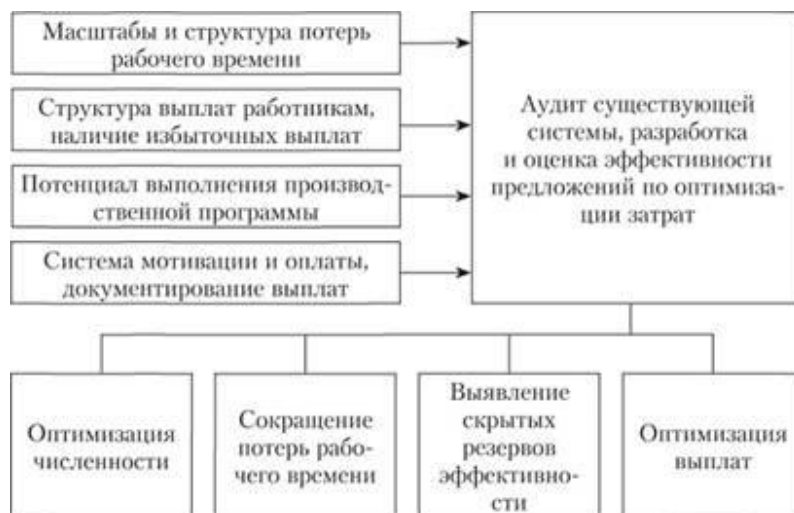 Масштабы и структура потерь
рабочего времени
Структура выплат работникам,
наличие избыточных выплат
Потенциал выполнения производ-
ственной программы
Система мотивации и оплаты,
документирование выплат
Аудит существующей
системы, разработка
и оценка эффективности
предложений по оптимиза-
ции затрат
Оптимизация
численности
Сокращение
потерь рабо-
чего времени
Выявление
скрытых
резервов
эффективно-
сти
Оптимизация
выплат